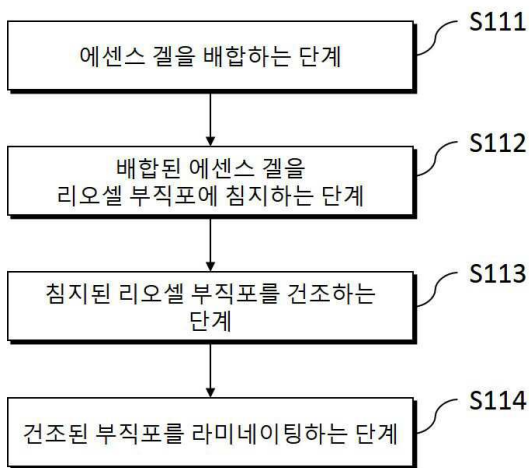 S111
에센스 겔을 배합하는 단계
S112
배합된 에센스 겔을
리오셀 부직포에 침지하는 단계
S113
침지된 리오셀 부직포를 건조하는
단계
S114
건조된 부직포를 라미네이팅하는 단계